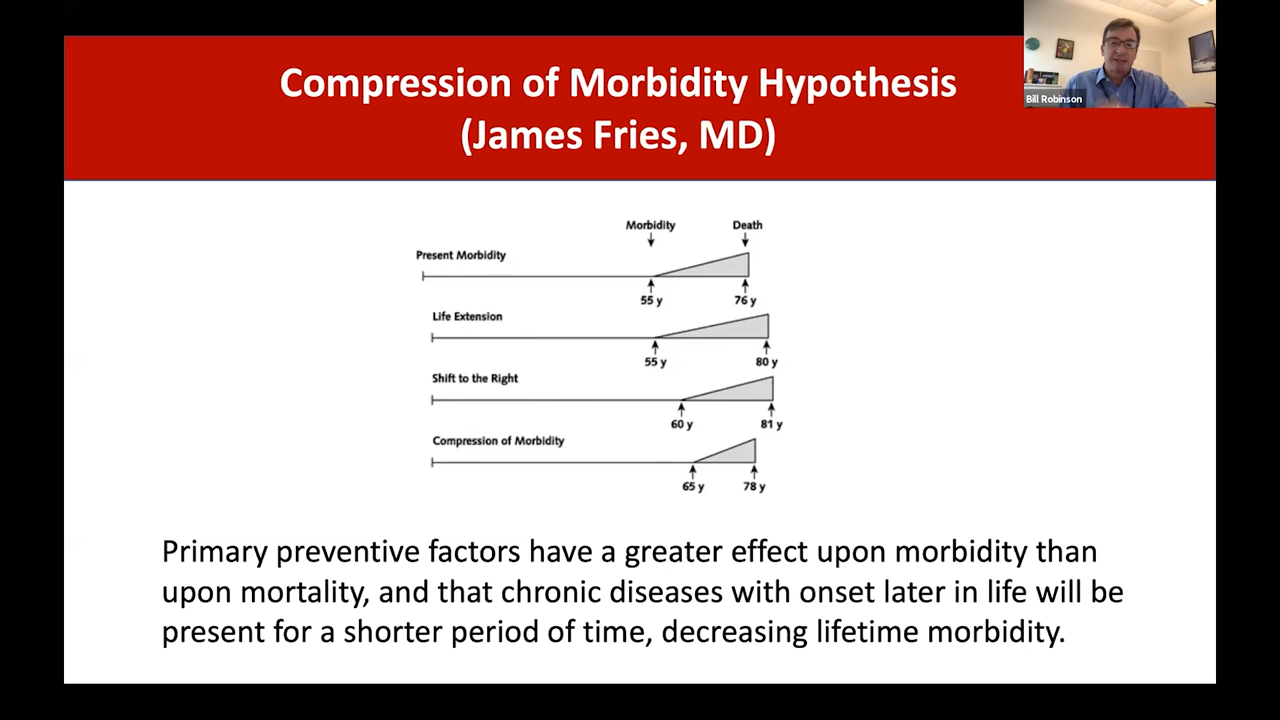 Compression of Morbidity Hypothesis
(James Fries, MD)
Bill Robinson
Morbidity Death
Present Morbidity
55 y 76 y
Life Extension
55 y 80 y
Shift to the Right
60 y 81 y
Compression of Morbidity
65 y 78 y
Primary preventive factors have a greater effect upon morbidity than
upon mortality, and that chronic diseases with onset later in life will be
present for a shorter period of time, decreasing lifetime morbidity.